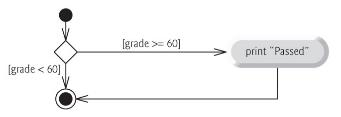 [grade >= 60]
print “Passed”
[grade < 60]